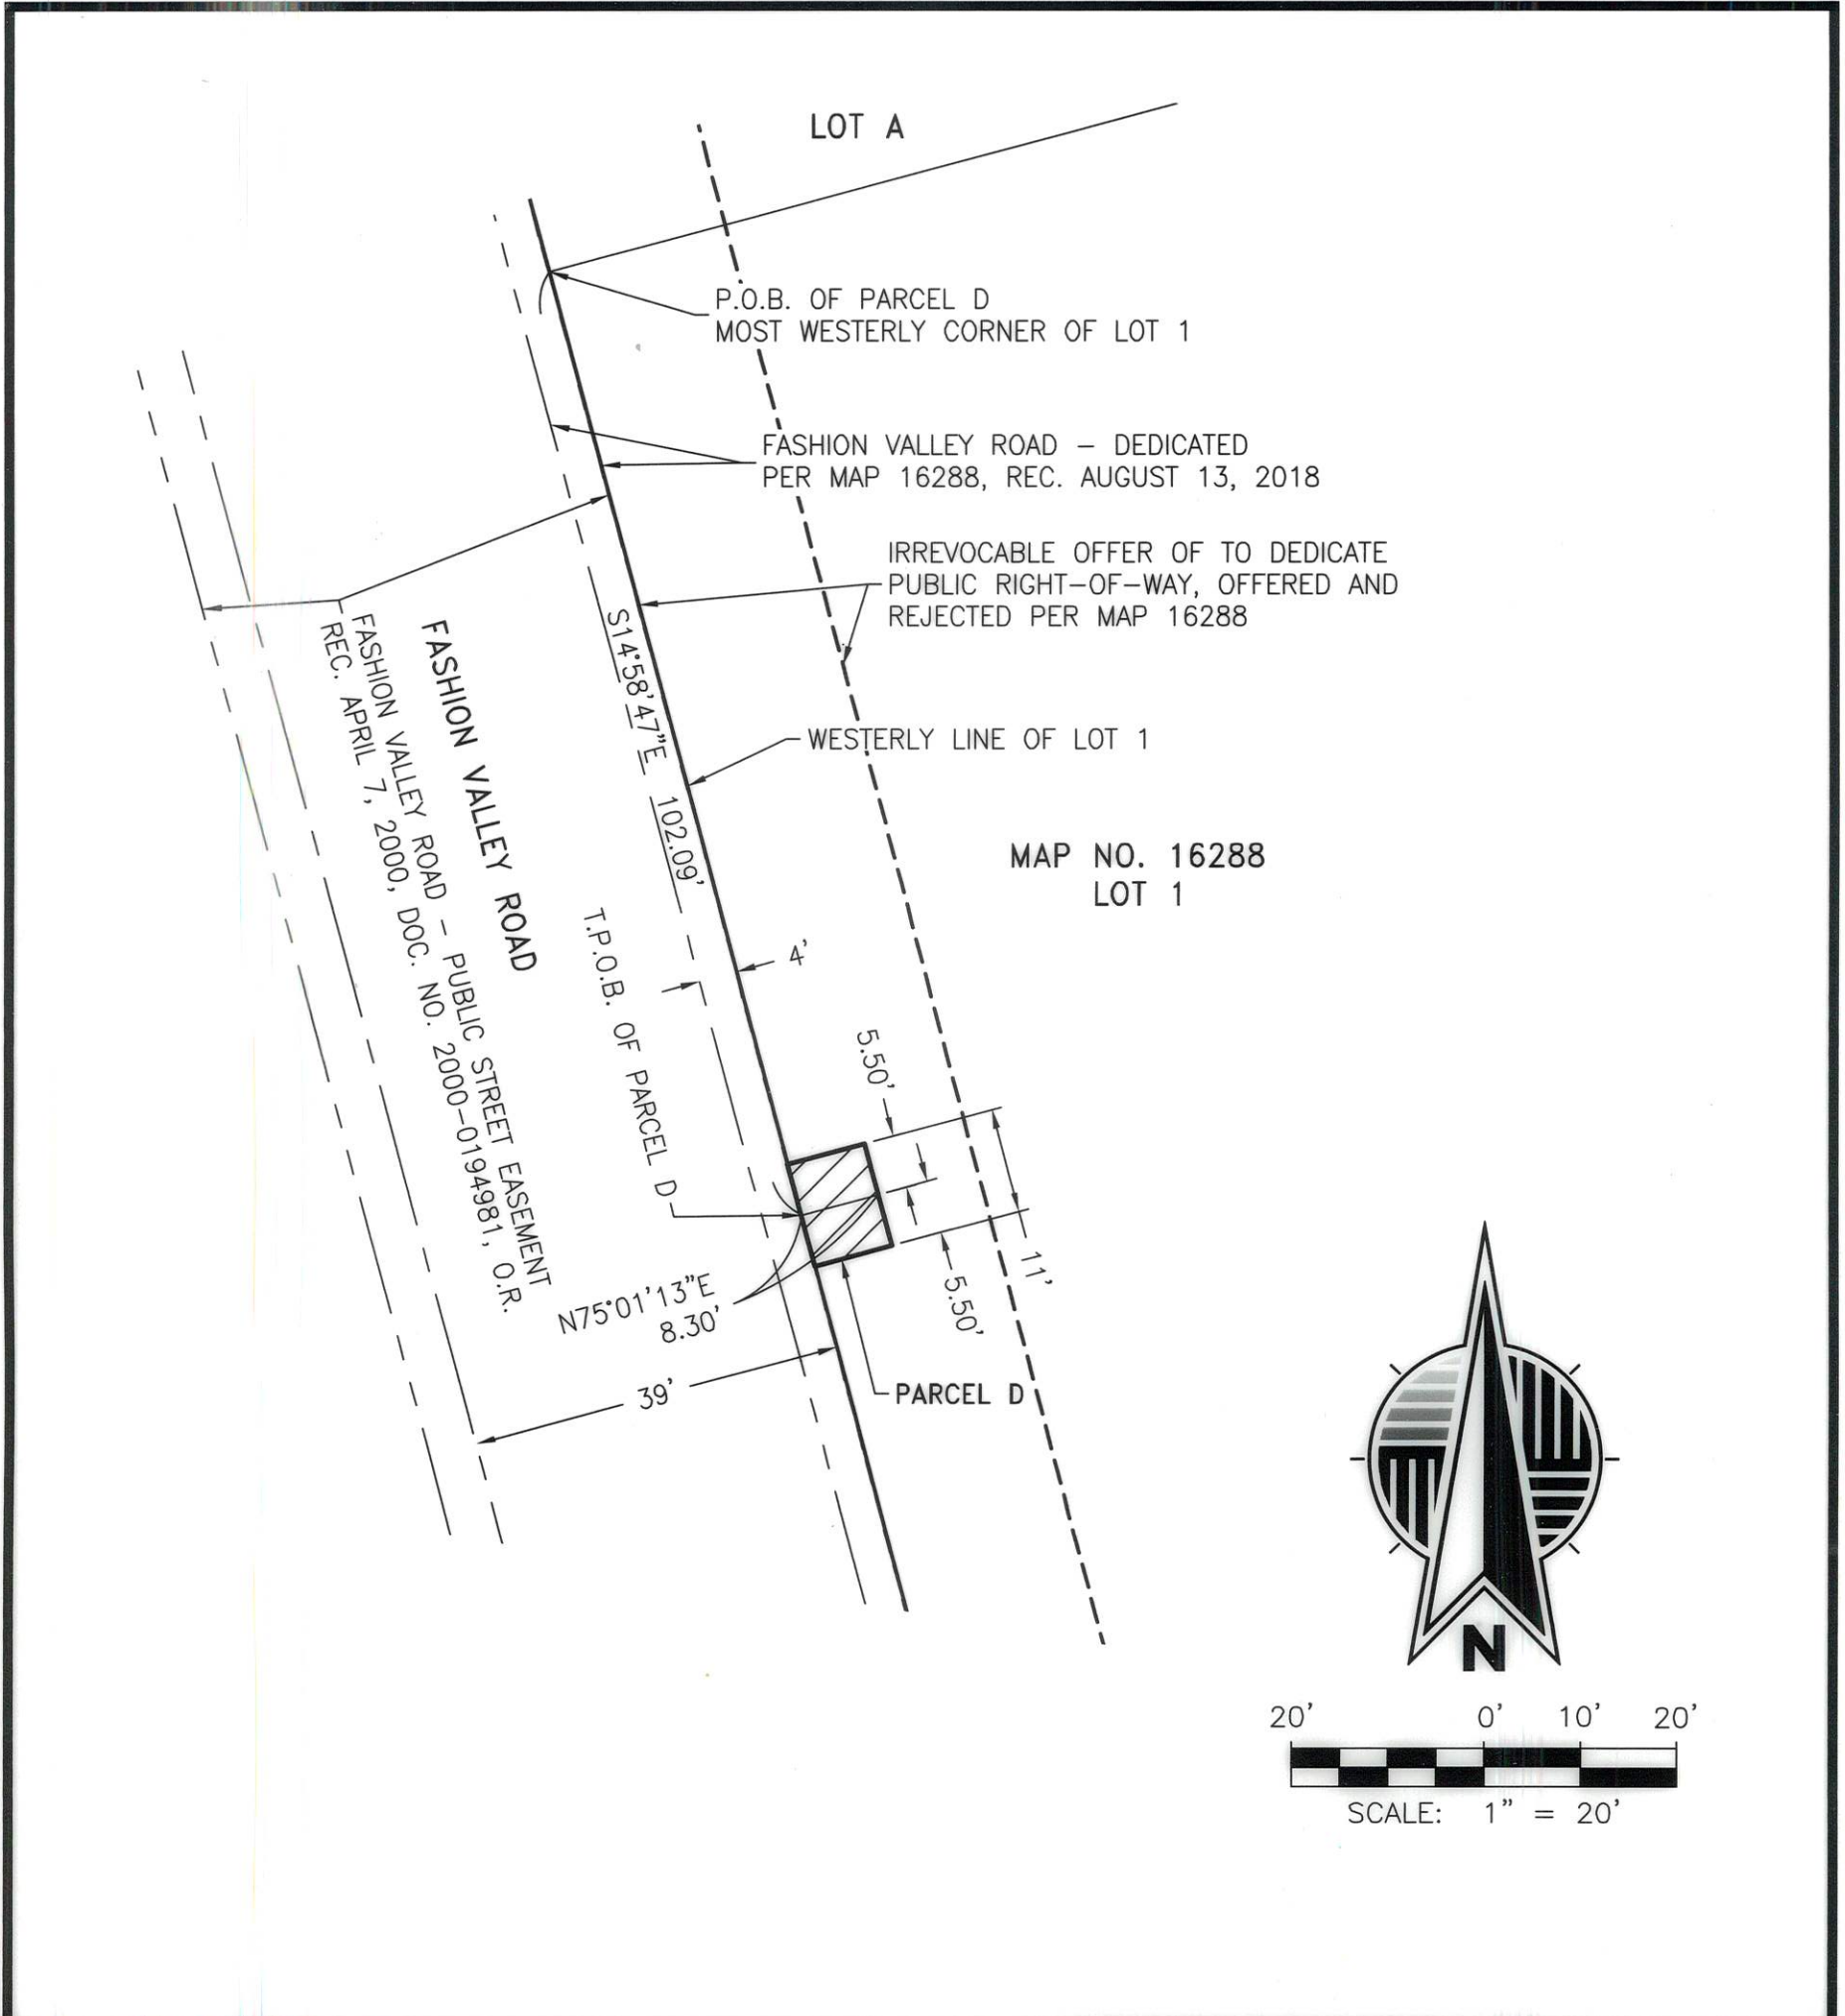 LOT A
P.O.B. OF PARCEL D
MOST WESTERLY CORNER OF LOT 1
FASHION VALLEY ROAD – DEDICATED
PER MAP 16288, REC. AUGUST 13, 2018
IRREVOCABLE OFFER OF TO DEDICATE
PUBLIC RIGHT-OF-WAY, OFFERED AND
REJECTED PER MAP 16288
S14°58'47"E 102.09'
WESTERLY LINE OF LOT 1
FASHION VALLEY ROAD
FASHION VALLEY ROAD - PUBLIC STREET EASEMENT
REC. APRIL 7, 2000, DOC. NO. 2000-0194981, O.R.
MAP NO. 16288
LOT 1
4'
T.P.O.B. OF PARCEL D
5.50'
11'
5.50'
N75°01'13"E
8.30'
39'
PARCEL D
N
20' 0' 10' 20'
SCALE: 1" = 20'